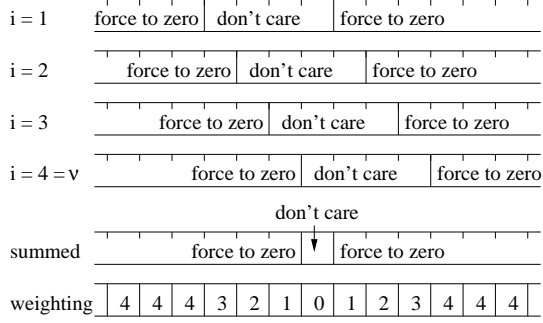 i = 1 force to zero don't care force to zero
i = 2 force to zero don't care force to zero
i = 3 force to zero don't care force to zero
i = 4 = ν force to zero don't care force to zero
don't care
summed force to zero force to zero
weighting 4 4 4 3 2 1 0 1 2 3 4 4 4